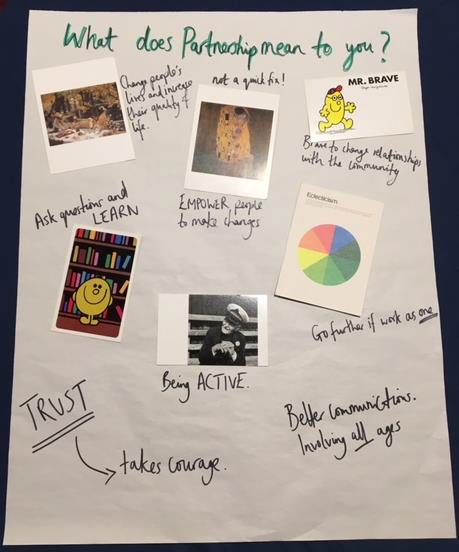 What does Partnership mean to you?
Change people's
lives and increase
their quality of
life.
not a quick fix!
MR. BRAVE
Brave to change relationships
with the community
Ask questions and
LEARN
EMPOWER people
to make changes
Eclecticism
Go further if work as one
Being ACTIVE.
TRUST
takes courage.
Better communications.
Involving all ages